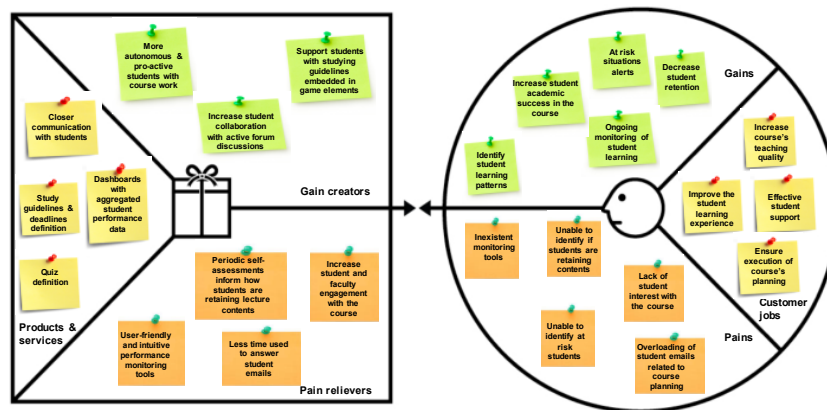 More
autonomous &
pro-active
students with
course work
Support students
with studying
guidelines
embedded in
game elements
Increase student
collaboration
with active forum
discussions
Gain creators
Closer
communication
with students
Study
guidelines &
deadlines
definition
Dashboards
with
aggregated
student
performance
data
Quiz
definition
Products &
services
Periodic self-
assessments
inform how
students are
retaining lecture
contents
Increase
student and
faculty
engagement
with the
course
User-friendly
and intuitive
performance
monitoring
tools
Less time used
to answer
student
emails
Pain relievers
At risk
situations
alerts
Decrease
student
retention
Gains
Increase student
academic
success in the
course
Ongoing
monitoring of
student
learning
Identify
student
learning
patterns
Increase
course's
teaching
quality
Improve the
student
learning
experience
Effective
student
support
Ensure
execution of
course's
planning
Customer
jobs
Inexistent
monitoring
tools
Unable to
identify if
students are
retaining
contents
Lack of
student
interest with
the course
Unable to
identify at
risk
students
Overloading of
student emails
related to
course
planning
Pains